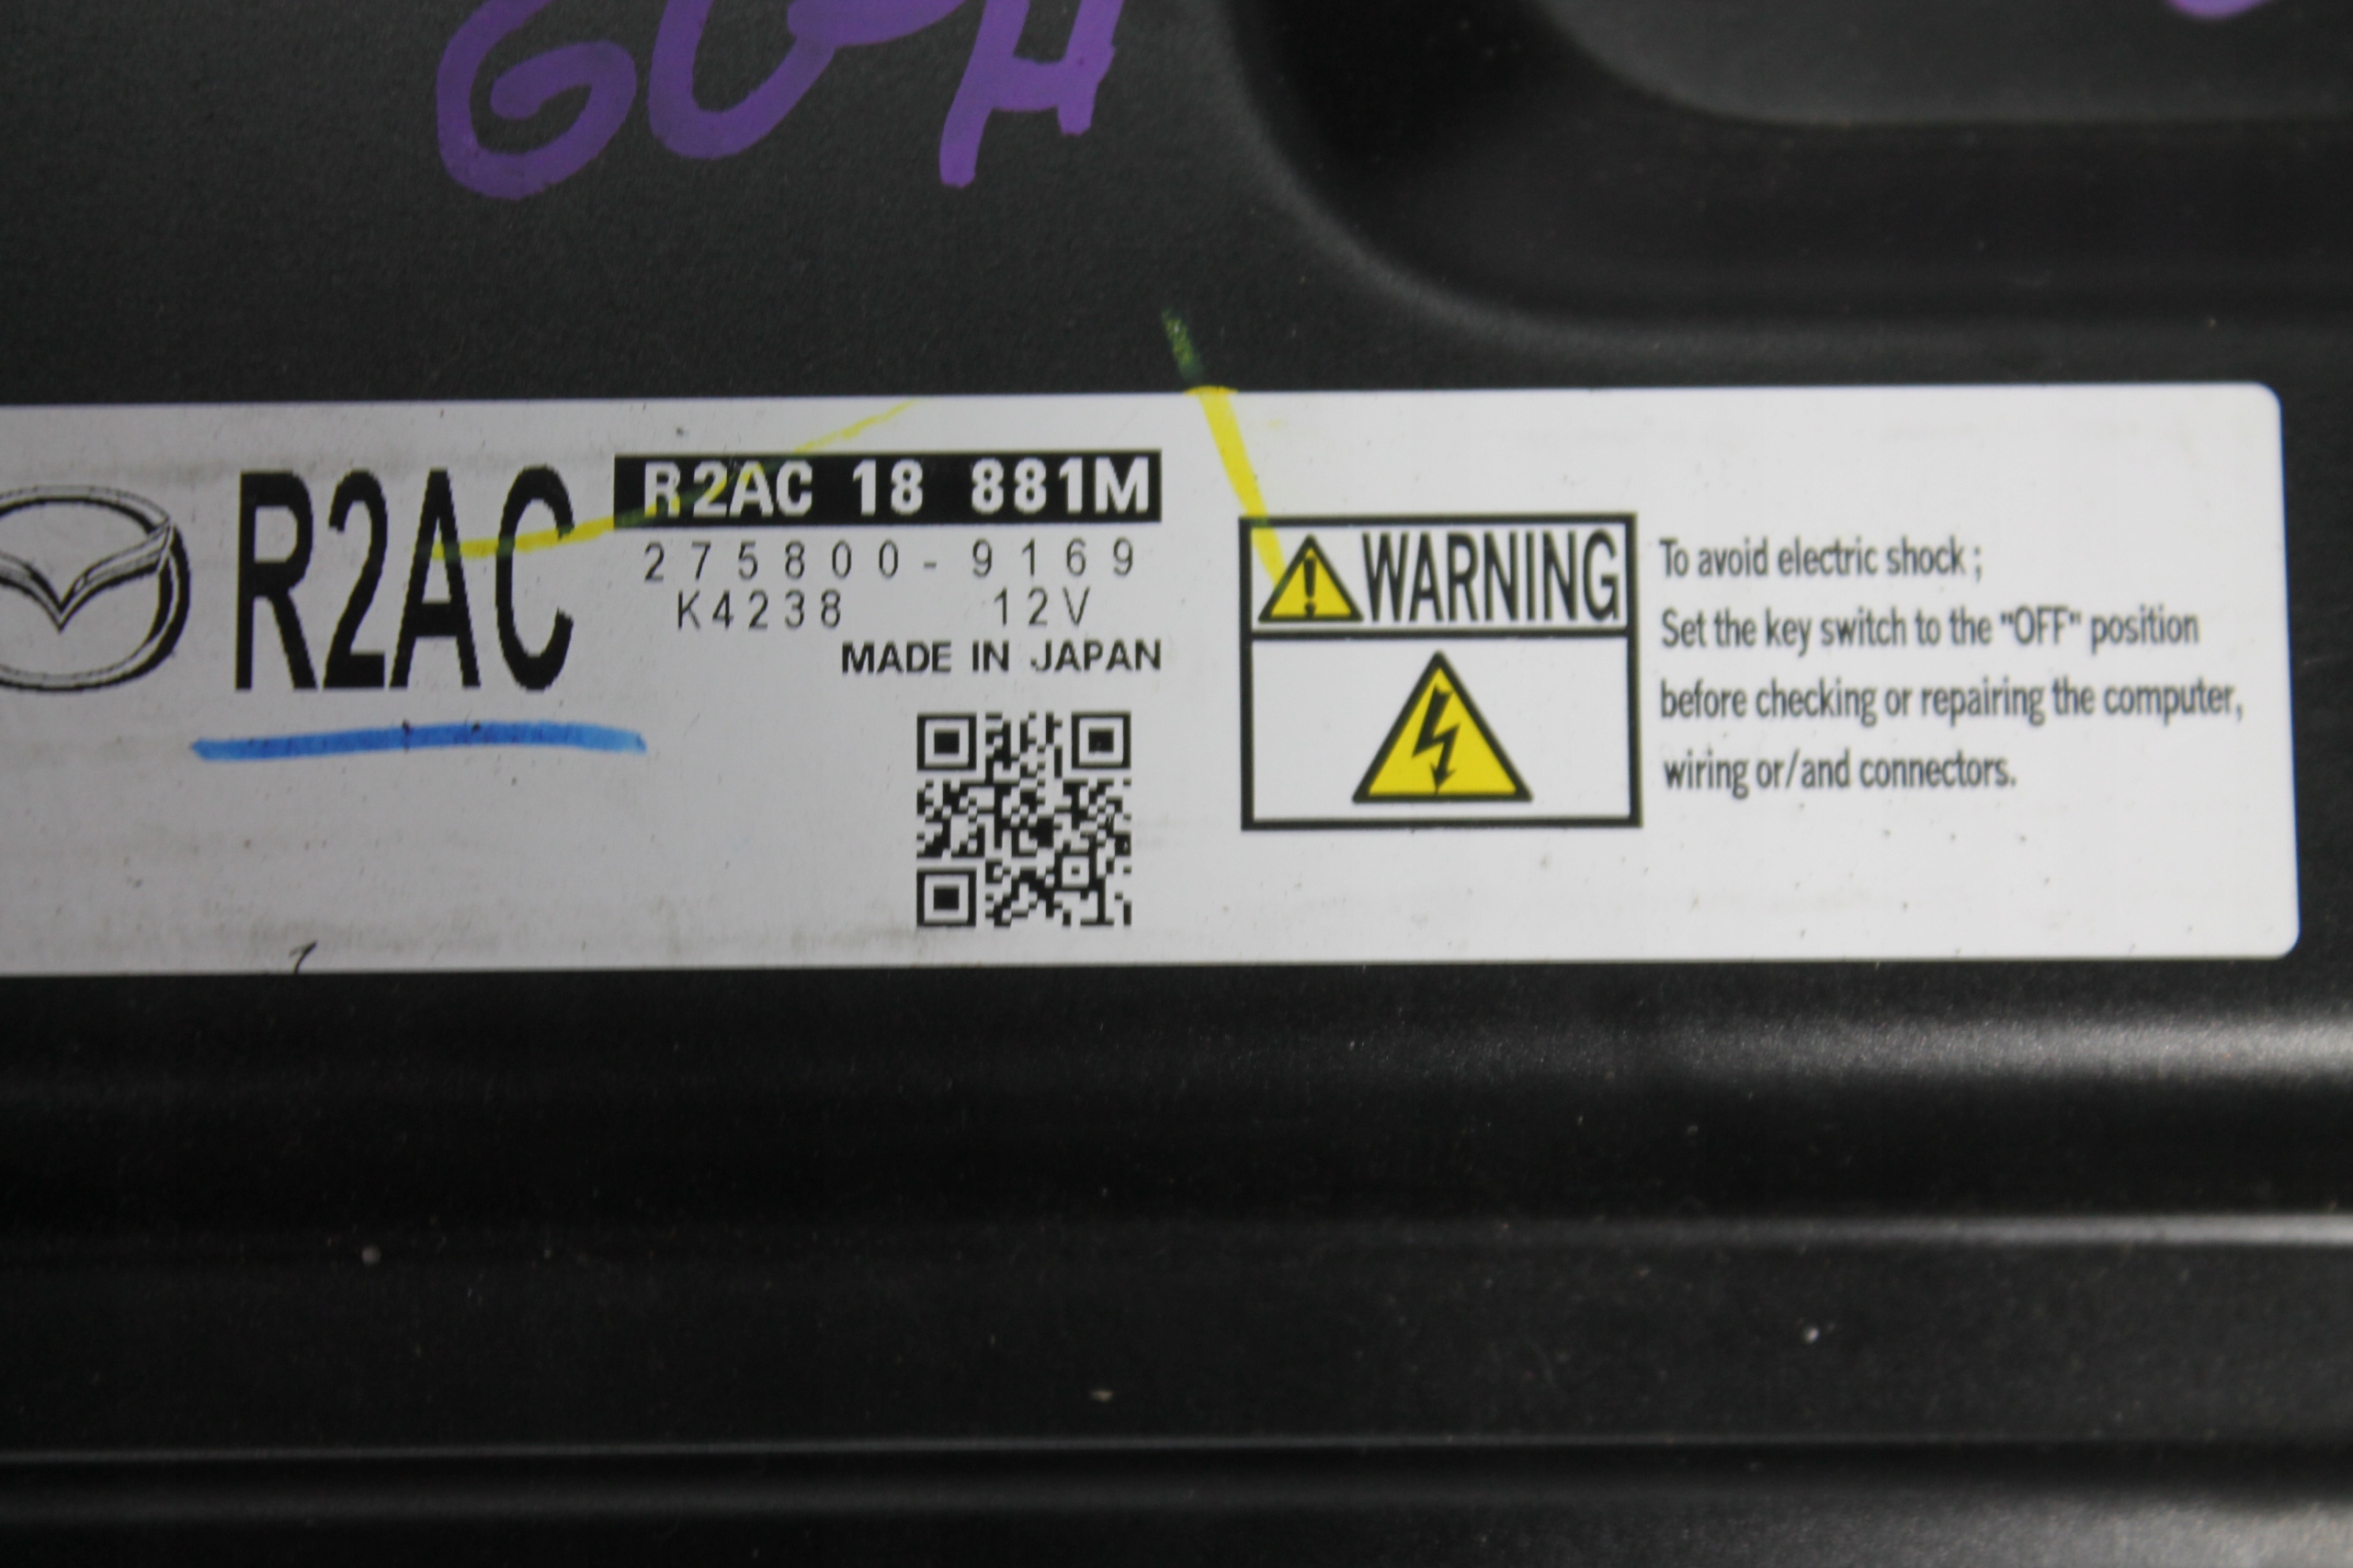 R2AC
R2AC 18 881M
275800-9169
K4238 12V
MADE IN JAPAN
WARNING
To avoid electric shock ;
Set the key switch to the "OFF" position
before checking or repairing the computer,
wiring or/and connectors.